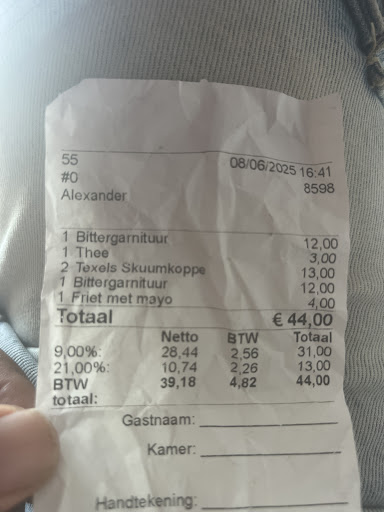 55 08/06/2025 16:41
#0 8598
Alexander
1 Bittergarnituur 12,00
1 Thee 3,00
2 Texels Skuumkoppe 13,00
1 Bittergarnituur 12,00
1 Friet met mayo 4,00
Totaal € 44,00
Netto BTW Totaal
9,00%: 28,44 2,56 31,00
21,00%: 10,74 2,26 13,00
BTW 39,18 4,82 44,00
totaal:
Gastnaam:
Kamer:
Handtekening: